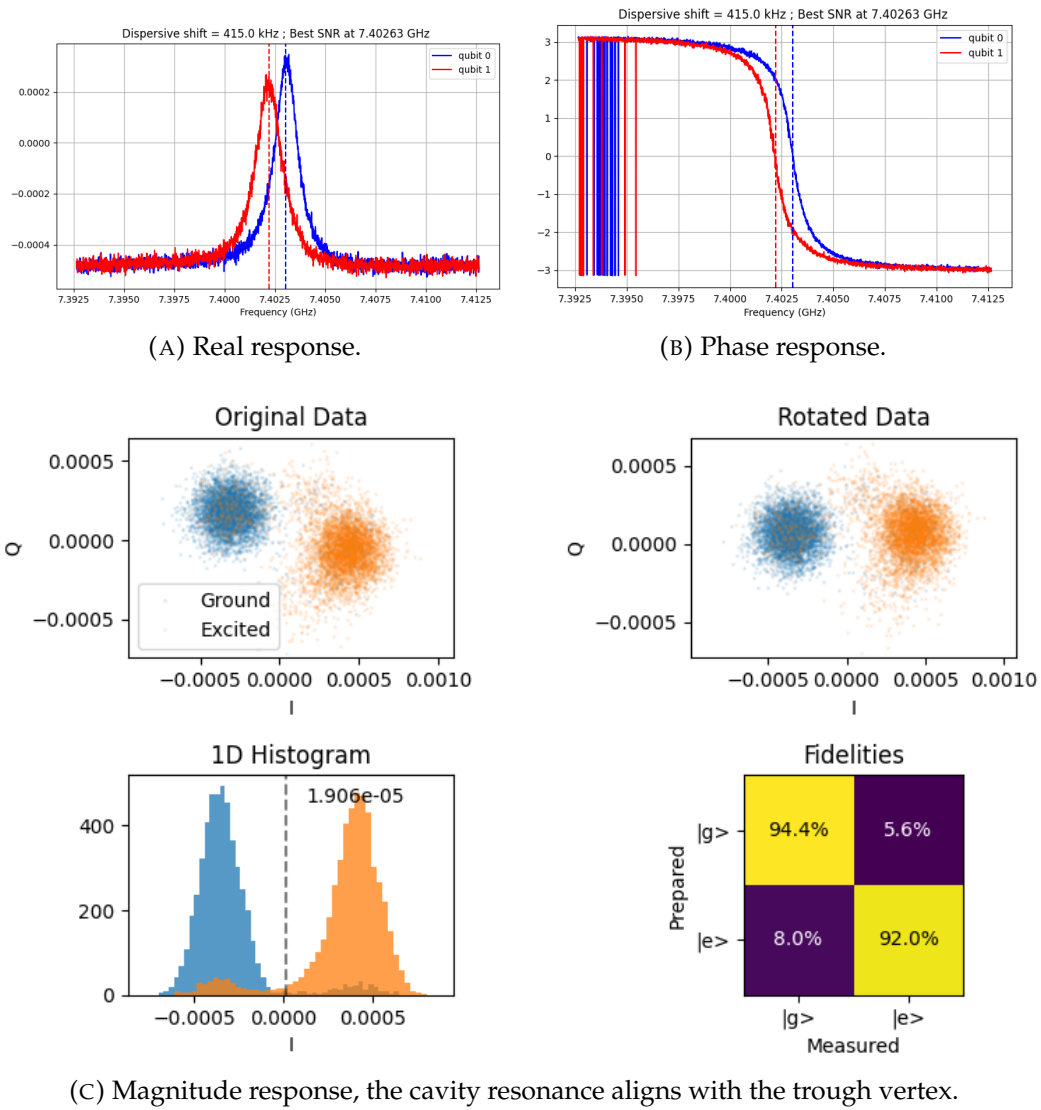 Dispersive shift = 415.0 kHz ; Best SNR at 7.40263 GHz
qubit 0
qubit 1
0.0002
0.0000
−0.0002
−0.0004
7.3925 7.3950 7.3975 7.4000 7.4025 7.4050 7.4075 7.4100 7.4125
Frequency (GHz)
(A) Real response.
Dispersive shift = 415.0 kHz ; Best SNR at 7.40263 GHz
qubit 0
qubit 1
3
2
1
0
−1
−2
−3
7.3925 7.3950 7.3975 7.4000 7.4025 7.4050 7.4075 7.4100 7.4125
Frequency (GHz)
(B) Phase response.
Original Data
Q
0.0005
0.0000
−0.0005
Ground
Excited
−0.0005 0.0000 0.0005 0.0010
I
Rotated Data
Q
0.0005
0.0000
−0.0005
−0.0005 0.0000 0.0005 0.0010
I
1D Histogram
1.906e-05
400
200
0
−0.0005 0.0000 0.0005
I
Fidelities
Prepared
|g> 94.4% 5.6%
|e> 8.0% 92.0%
|g> |e>
Measured
(C) Magnitude response, the cavity resonance aligns with the trough vertex.